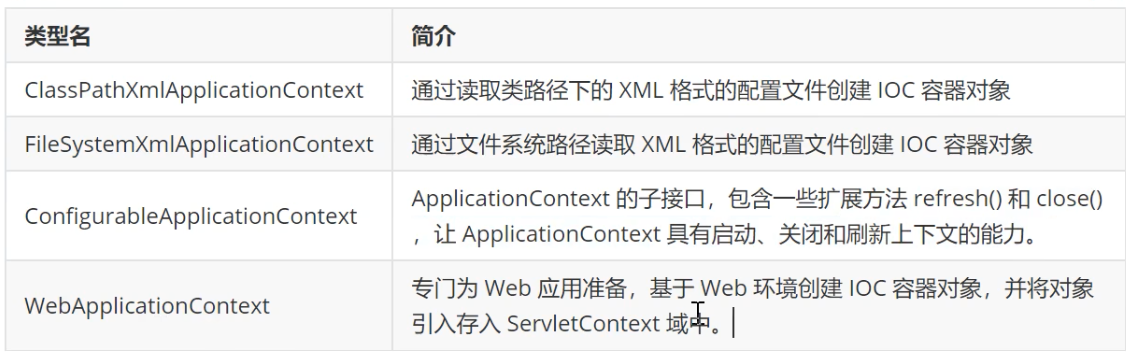 类型名 简介
ClassPathXmlApplicationContext 通过读取类路径下的 XML 格式的配置文件创建 IOC 容器对象
FileSystemXmlApplicationContext 通过文件系统路径读取 XML 格式的配置文件创建 IOC 容器对象
ConfigurableApplicationContext ApplicationContext 的子接口，包含一些扩展方法 refresh() 和 close()
，让 ApplicationContext 具有启动、关闭和刷新上下文的能力。
WebApplicationContext 专门为 Web 应用准备，基于 Web 环境创建 IOC 容器对象，并将对象
引入存入 ServletContext 域中。